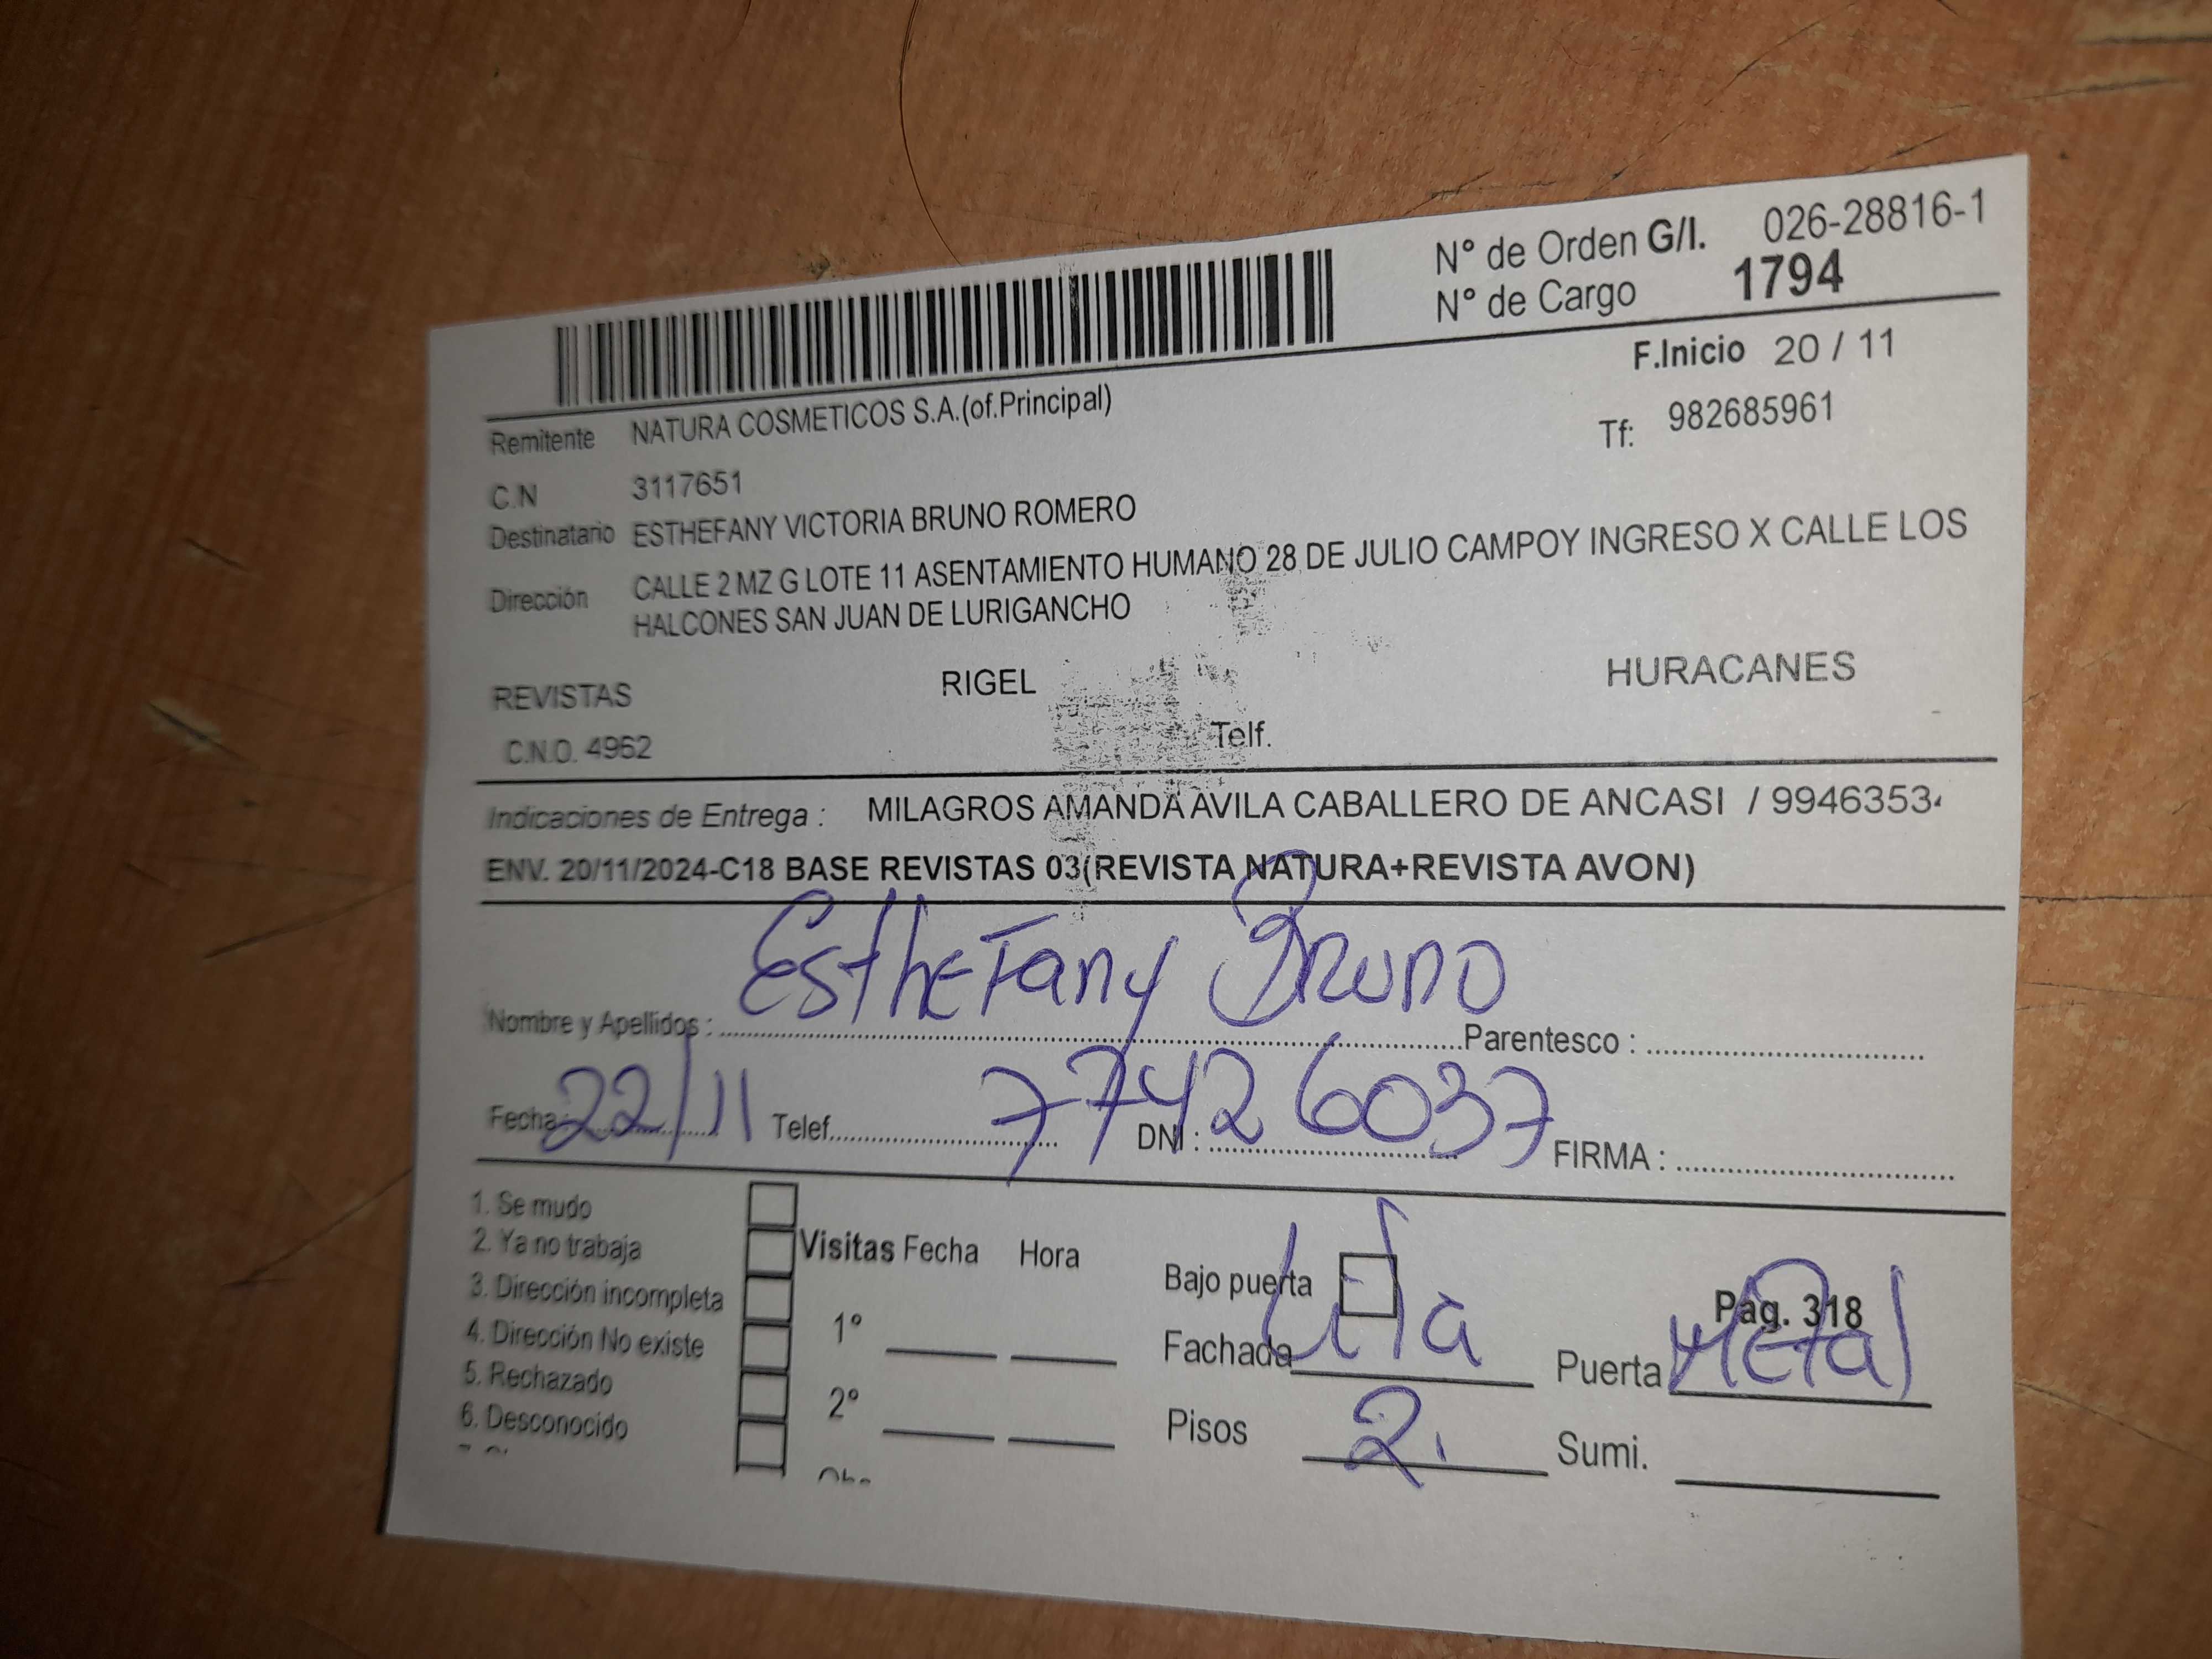 N° de Orden G/I. 026-28816-1
N° de Cargo 1794
F.Inicio 20 / 11
Remitente NATURA COSMETICOS S.A.(of.Principal)
Tf: 982685961
C.N 3117651
Destinatario ESTHEFANY VICTORIA BRUNO ROMERO
Dirección CALLE 2 MZ G LOTE 11 ASENTAMIENTO HUMANO 28 DE JULIO CAMPOY INGRESO X CALLE LOS
HALCONES SAN JUAN DE LURIGANCHO
REVISTAS RIGEL HURACANES
C.N.O. 4962 Telf.
Indicaciones de Entrega : MILAGROS AMANDA AVILA CABALLERO DE ANCASI / 9946353
ENV. 20/11/2024-C18 BASE REVISTAS 03(REVISTA NATURA+REVISTA AVON)
Nombre y Apellidos : Esthefany Bruno Parentesco :
Fecha: 22/11 Telef. DNI : 77426037 FIRMA :
1. Se mudo
2. Ya no trabaja
3. Dirección incompleta
4. Dirección No existe
5. Rechazado
6. Desconocido
Visitas Fecha Hora
1°
2°
Bajo puerta
Pág. 318
Fachada Puerta Metal
Pisos 2. Sumi.